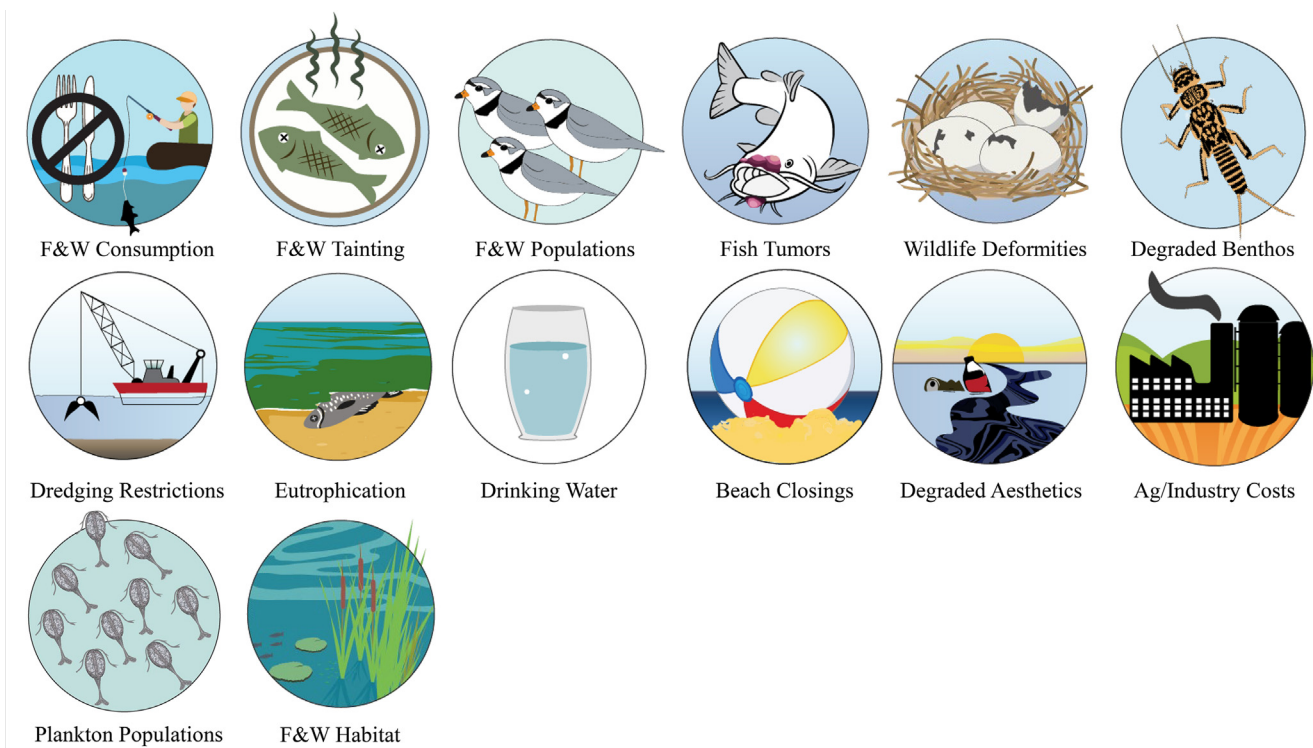 F&W Consumption
F&W Tainting
F&W Populations
Fish Tumors
Wildlife Deformities
Degraded Benthos
Dredging Restrictions
Eutrophication
Drinking Water
Beach Closings
Degraded Aesthetics
Ag/Industry Costs
Plankton Populations
F&W Habitat